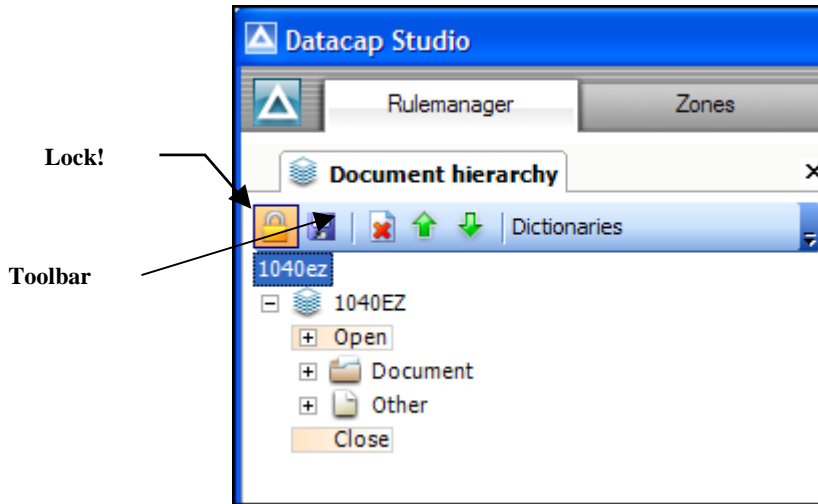 Datacap Studio
Rulemanager Zones
Lock!
Document hierarchy
Dictionaries
Toolbar
1040ez
1040EZ
Open
Document
Other
Close